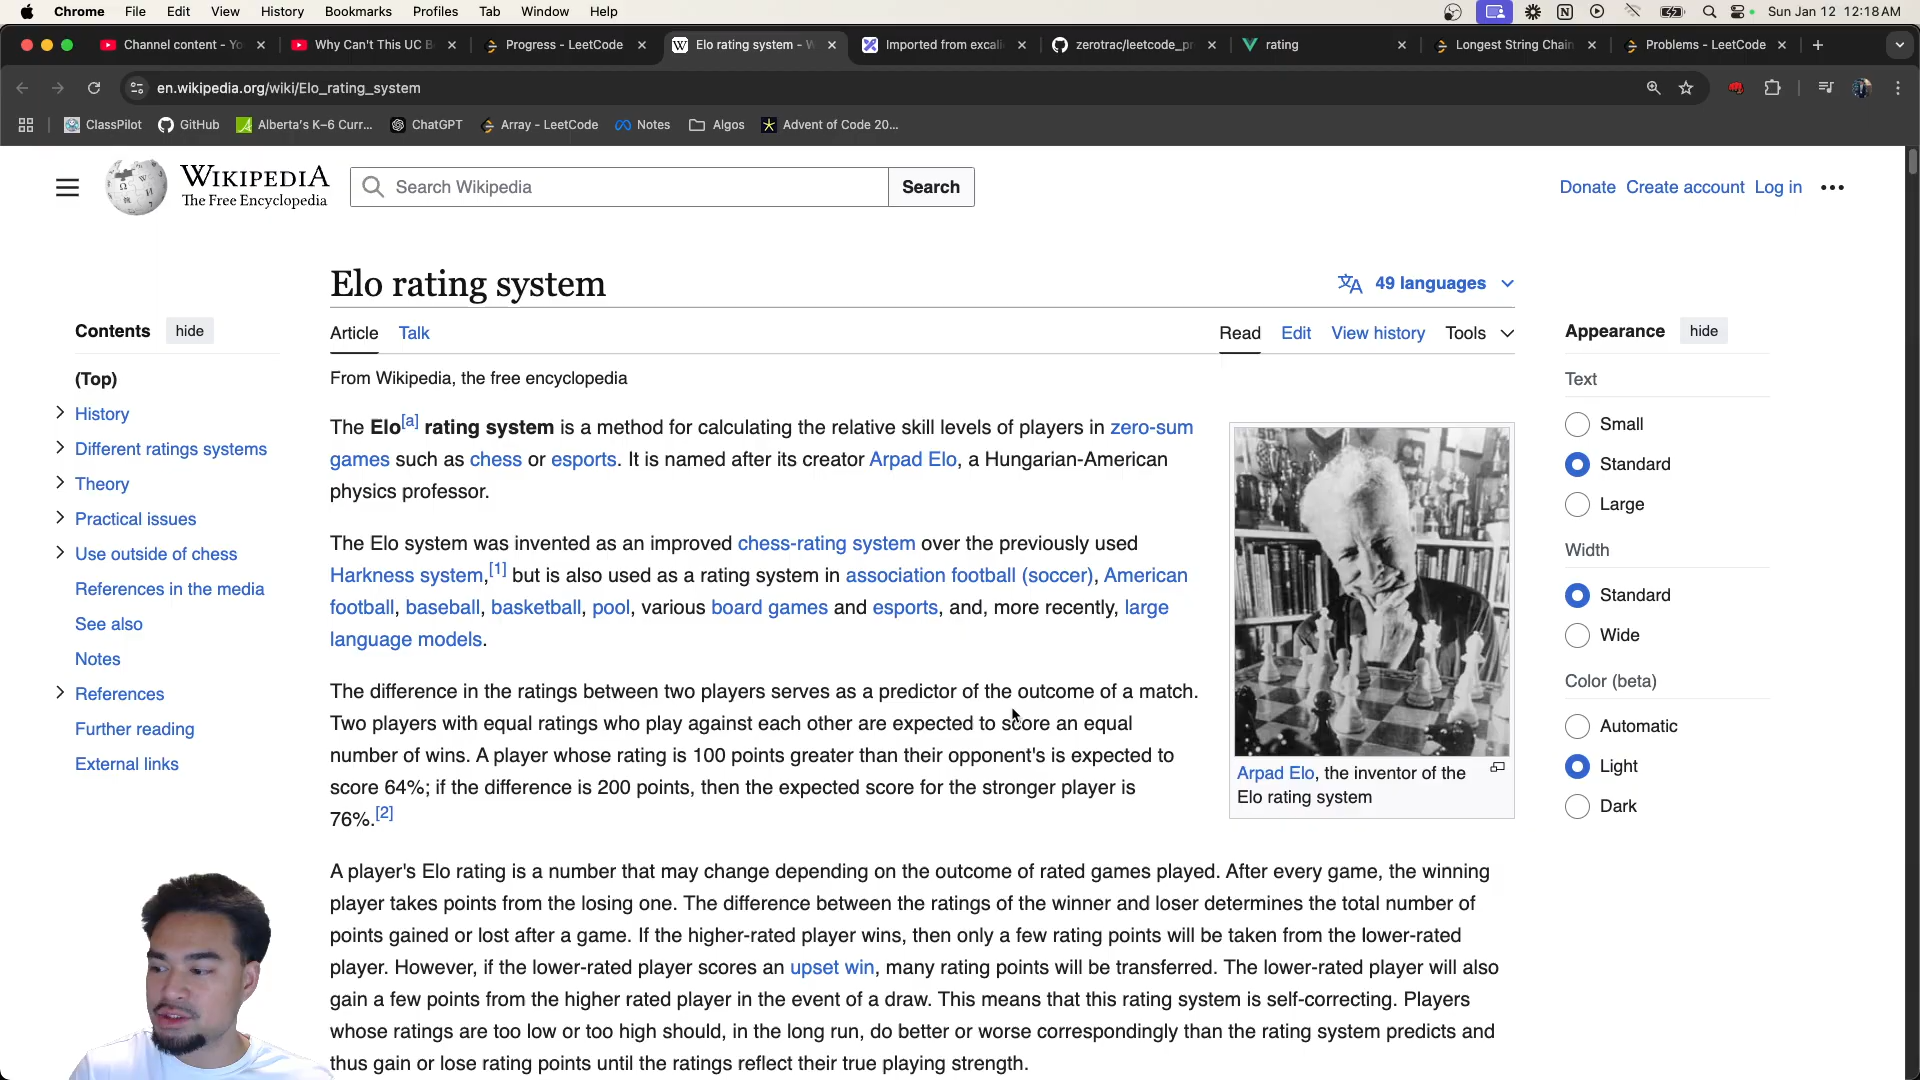 Chrome File Edit View History Bookmarks Profiles Tab Window Help Sun Jan 12 12:18 AM
Channel content - Yo Why Can't This UC B Progress - LeetCode Elo rating system - W Imported from excali zerotrac/leetcode_pr rating Longest String Chain Problems - LeetCode
en.wikipedia.org/wiki/Elo_rating_system
ClassPilot GitHub Alberta's K–6 Curr... ChatGPT Array - LeetCode Notes Algos Advent of Code 20...
WIKIPEDIA
The Free Encyclopedia
Search Wikipedia
Search
Donate Create account Log in
Elo rating system
49 languages
Contents hide
(Top)
History
Different ratings systems
Theory
Practical issues
Use outside of chess
References in the media
See also
Notes
References
Further reading
External links
Article Talk Read Edit View history Tools
From Wikipedia, the free encyclopedia
The Elo[a] rating system is a method for calculating the relative skill levels of players in zero-sum
games such as chess or esports. It is named after its creator Arpad Elo, a Hungarian-American
physics professor.
The Elo system was invented as an improved chess-rating system over the previously used
Harkness system,[1] but is also used as a rating system in association football (soccer), American
football, baseball, basketball, pool, various board games and esports, and, more recently, large
language models.
The difference in the ratings between two players serves as a predictor of the outcome of a match.
Two players with equal ratings who play against each other are expected to score an equal
number of wins. A player whose rating is 100 points greater than their opponent's is expected to
score 64%; if the difference is 200 points, then the expected score for the stronger player is
76%.[2]
Arpad Elo, the inventor of the
Elo rating system
A player's Elo rating is a number that may change depending on the outcome of rated games played. After every game, the winning
player takes points from the losing one. The difference between the ratings of the winner and loser determines the total number of
points gained or lost after a game. If the higher-rated player wins, then only a few rating points will be taken from the lower-rated
player. However, if the lower-rated player scores an upset win, many rating points will be transferred. The lower-rated player will also
gain a few points from the higher rated player in the event of a draw. This means that this rating system is self-correcting. Players
whose ratings are too low or too high should, in the long run, do better or worse correspondingly than the rating system predicts and
thus gain or lose rating points until the ratings reflect their true playing strength.
Appearance hide
Text
Small
Standard
Large
Width
Standard
Wide
Color (beta)
Automatic
Light
Dark